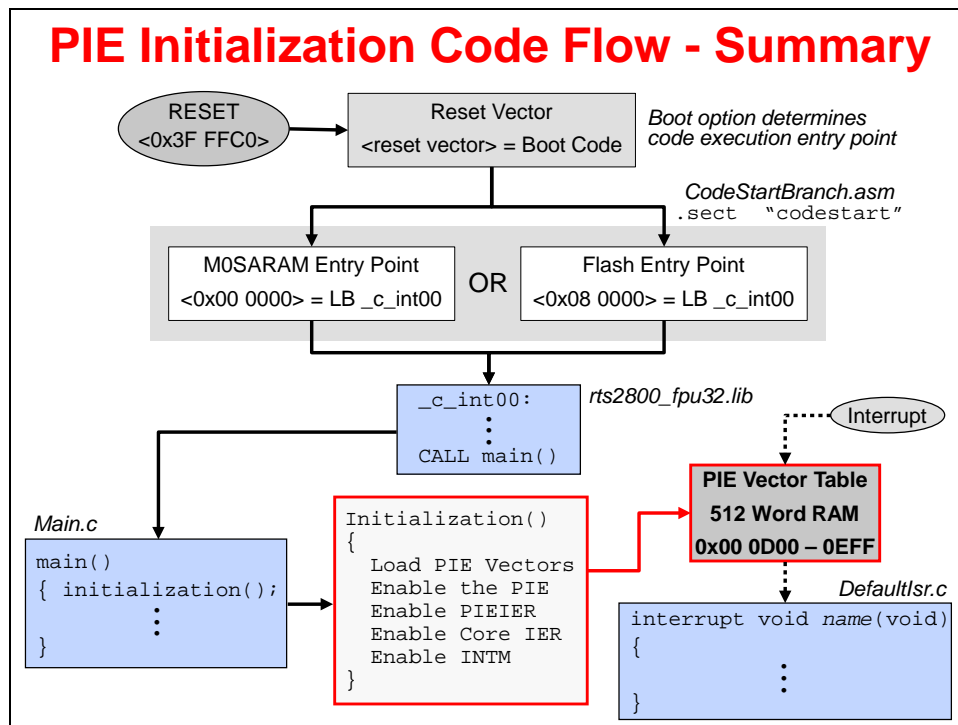 PIE Initialization Code Flow - Summary
RESET
<0x3F FFC0>
Reset Vector
<reset vector> = Boot Code
Boot option determines
code execution entry point
CodeStartBranch.asm
.sect “codestart”
M0SARAM Entry Point
<0x00 0000> = LB _c_int00
OR
Flash Entry Point
<0x08 0000> = LB _c_int00
_c_int00:
CALL main()
rts2800_fpu32.lib
Interrupt
PIE Vector Table
512 Word RAM
0x00 0D00 – 0EFF
Main.c
main()
{ initialization();
}
Initialization()
{
Load PIE Vectors
Enable the PIE
Enable PIEIER
Enable Core IER
Enable INTM
}
DefaultIsr.c
interrupt void name(void)
{
}